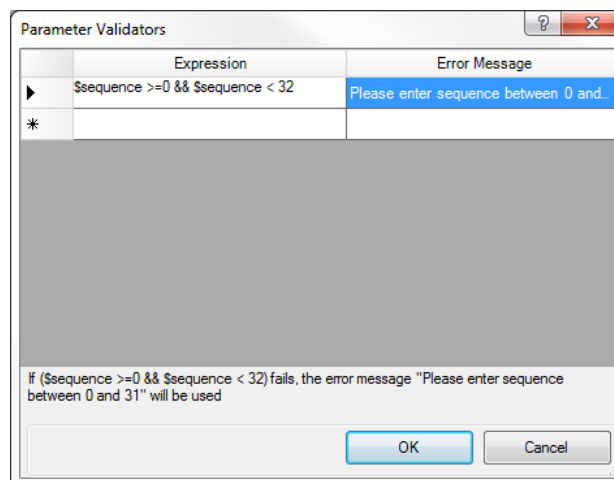 Parameter Validators
Expression Error Message
$sequence >=0 && $sequence < 32 Please enter sequence between 0 and...
If ($sequence >=0 && $sequence < 32) fails, the error message "Please enter sequence
between 0 and 31" will be used
OK Cancel